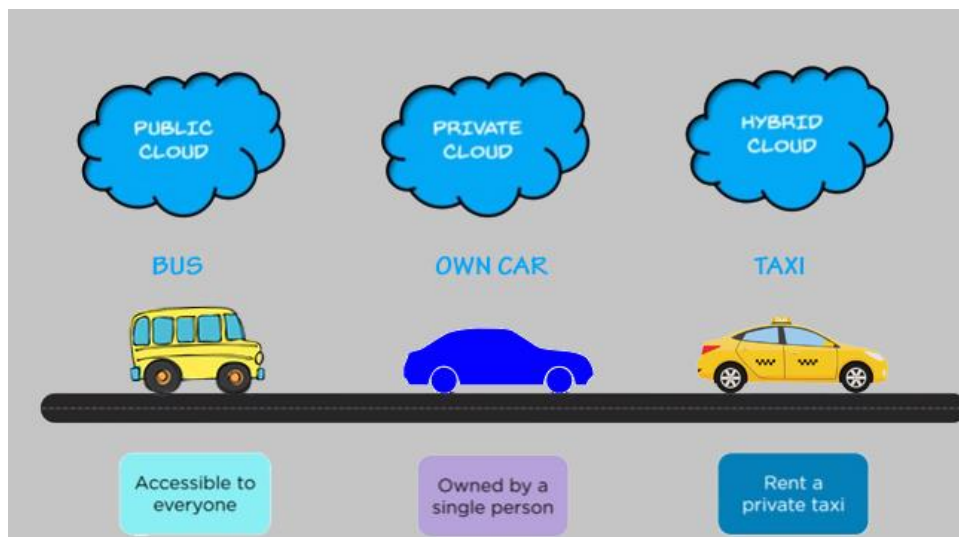 PUBLIC
CLOUD
PRIVATE
CLOUD
HYBRID
CLOUD
BUS
OWN CAR
TAXI
Accessible to
everyone
Owned by a
single person
Rent a
private taxi